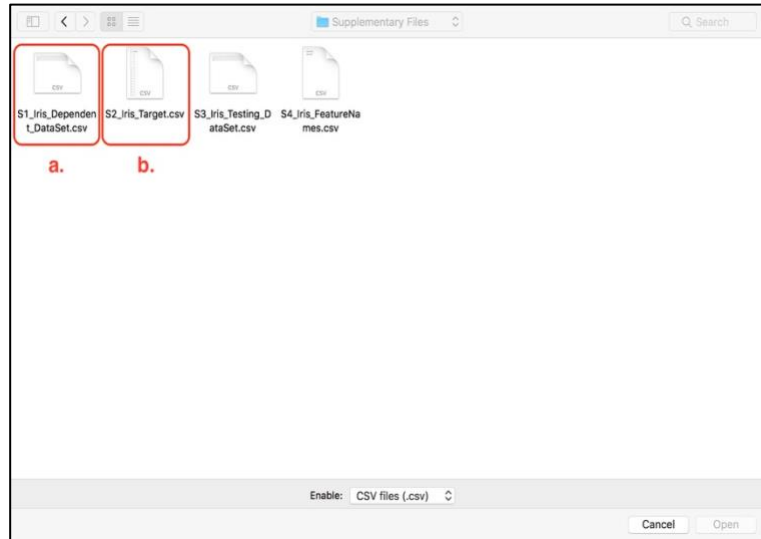 Supplementary Files
Search
CSV
CSV
CSV
CSV
S1_Iris_Dependen
t_DataSet.csv
S2_Iris_Target.csv
S3_Iris_Testing_D
ataSet.csv
S4_Iris_FeatureNa
mes.csv
a.
b.
Enable:
CSV files (.csv)
Cancel
Open